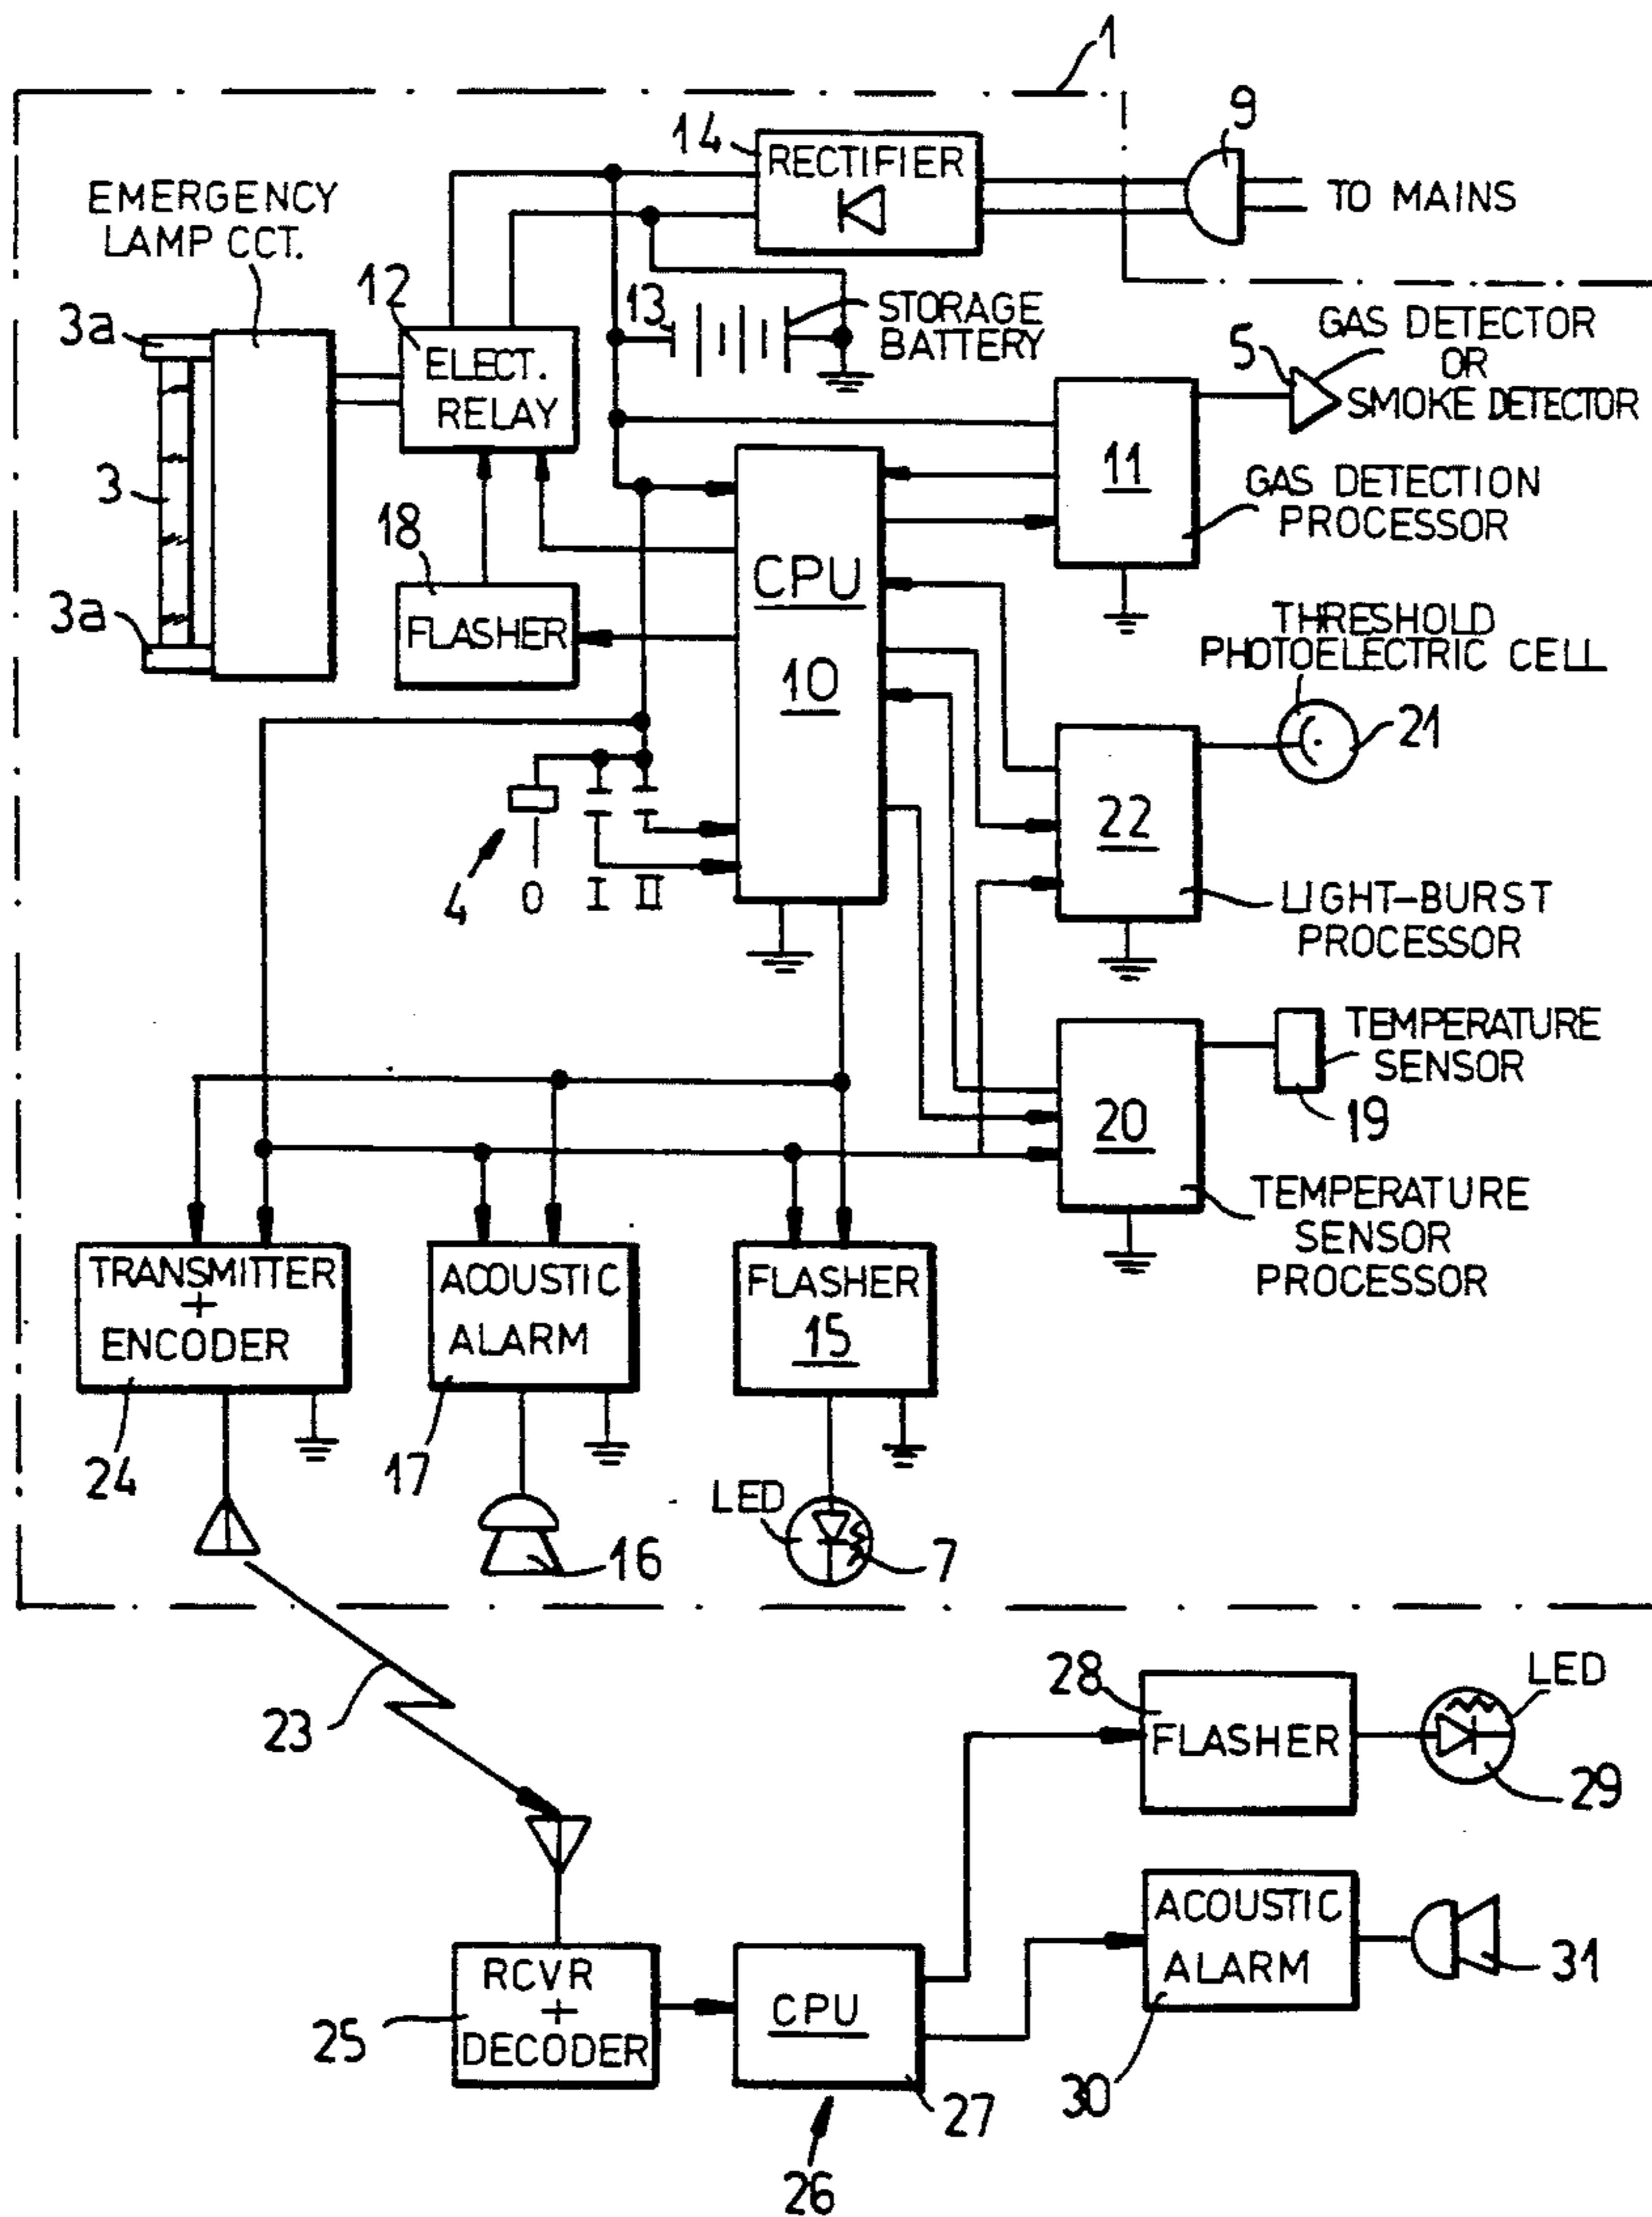 1
14
RECTIFIER
9
TO MAINS
EMERGENCY
LAMP CCT.
12
ELECT.
RELAY
13
STORAGE
BATTERY
3a
3
3a
5
GAS DETECTOR
OR
SMOKE DETECTOR
11
GAS DETECTION
PROCESSOR
18
FLASHER
CPU
10
THRESHOLD
PHOTOELECTRIC CELL
21
22
LIGHT-BURST
PROCESSOR
4
0
I
II
TEMPERATURE
SENSOR
19
20
TEMPERATURE
SENSOR
PROCESSOR
TRANSMITTER
+
ENCODER
24
ACOUSTIC
ALARM
17
FLASHER
15
16
LED
7
23
28
FLASHER
LED
29
RCVR
+
DECODER
25
CPU
27
26
ACOUSTIC
ALARM
30
31